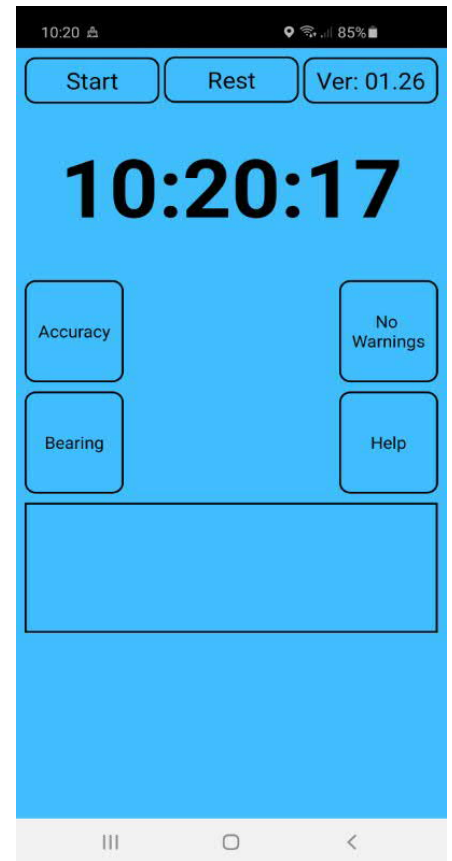 10:20 85%
Start Rest Ver: 01.26
10:20:17
Accuracy
No
Warnings
Bearing
Help